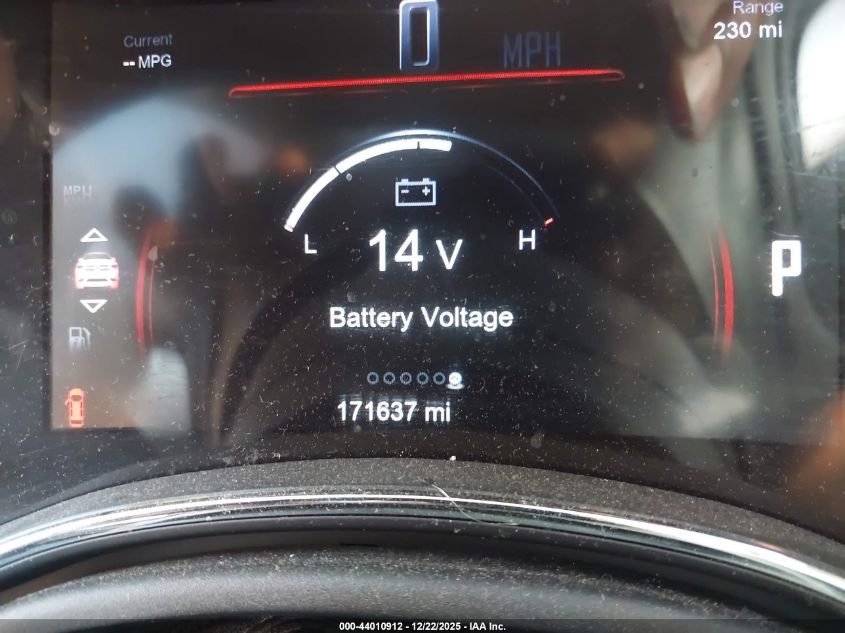 Current
-- MPG
0
MPH
Range
230 mi
L
14 V
H
P
Battery Voltage
171637 mi
000-44010912 - 12/22/2025 - IAA Inc.